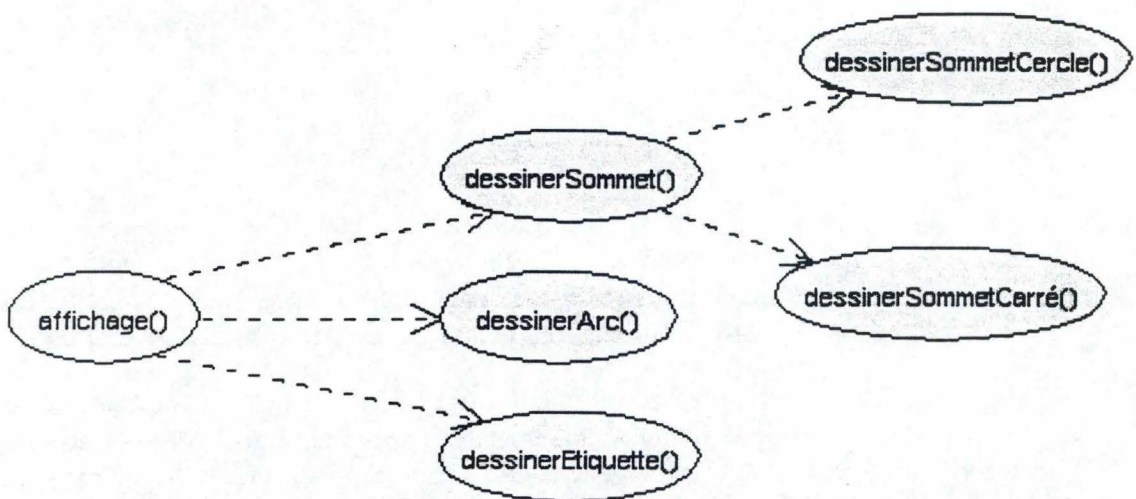 dessinerSommetCercle()
dessinerSommet()
dessinerSommetCarré()
affichage()
dessinerArc()
dessinerEtiquette()